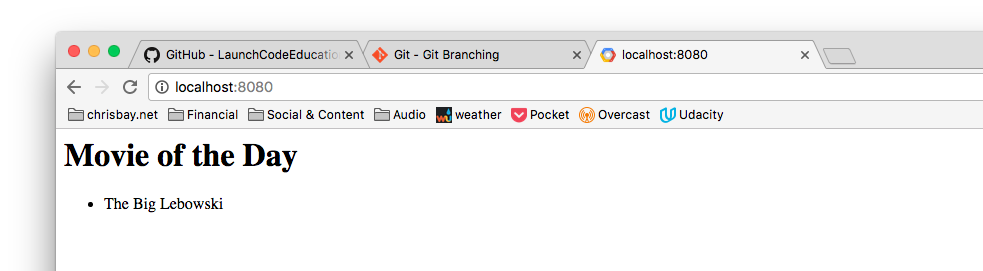 GitHub - LaunchCodeEducatio Git - Git Branching localhost:8080
localhost:8080
chrisbay.net Financial Social & Content Audio weather Pocket Overcast Udacity
Movie of the Day
• The Big Lebowski